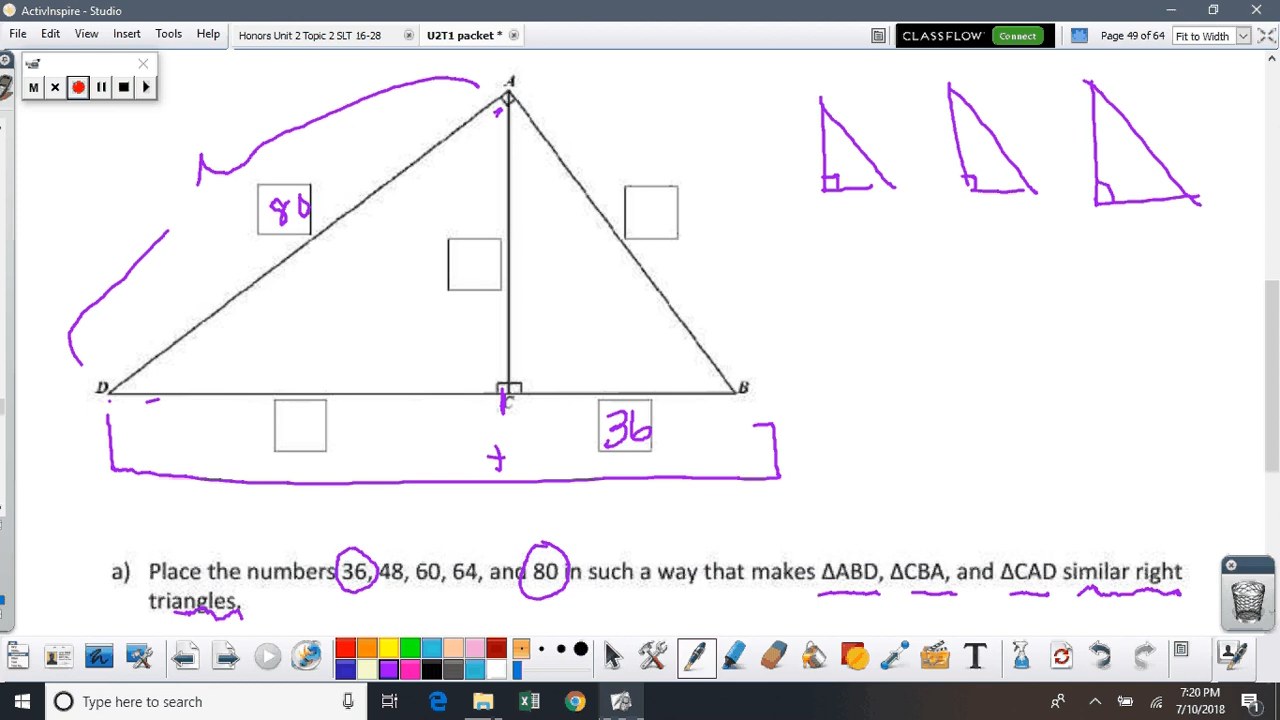 ActivInspire - Studio
File Edit View Insert Tools Help
Honors Unit 2 Topic 2 SLT 16-28
U2T1 packet *
CLASSFLOW Connect
Page 49 of 64
Fit to Width
M
A
80
D
C
B
36
+
a) Place the numbers 36, 48, 60, 64, and 80 in such a way that makes ΔABD, ΔCBA, and ΔCAD similar right
triangles.
T
Type here to search
7:20 PM
7/10/2018
1